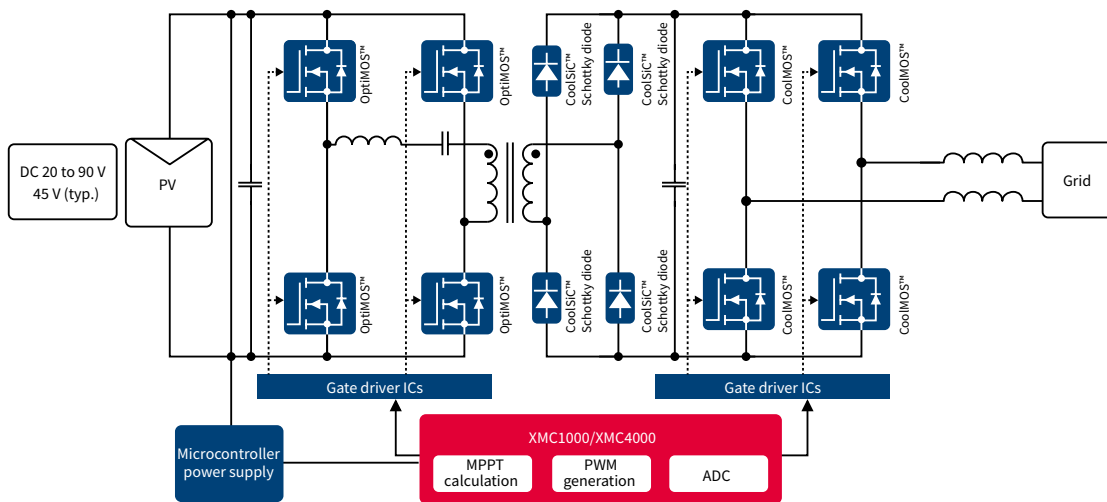 DC 20 to 90 V
45 V (typ.)
PV
OptiMOS™
OptiMOS™
CoolSiC™
Schottky diode
CoolSiC™
Schottky diode
CoolMOS™
CoolMOS™
Grid
OptiMOS™
OptiMOS™
CoolSiC™
Schottky diode
CoolSiC™
Schottky diode
CoolMOS™
CoolMOS™
Gate driver ICs
Gate driver ICs
Microcontroller
power supply
XMC1000/XMC4000
MPPT
calculation
PWM
generation
ADC